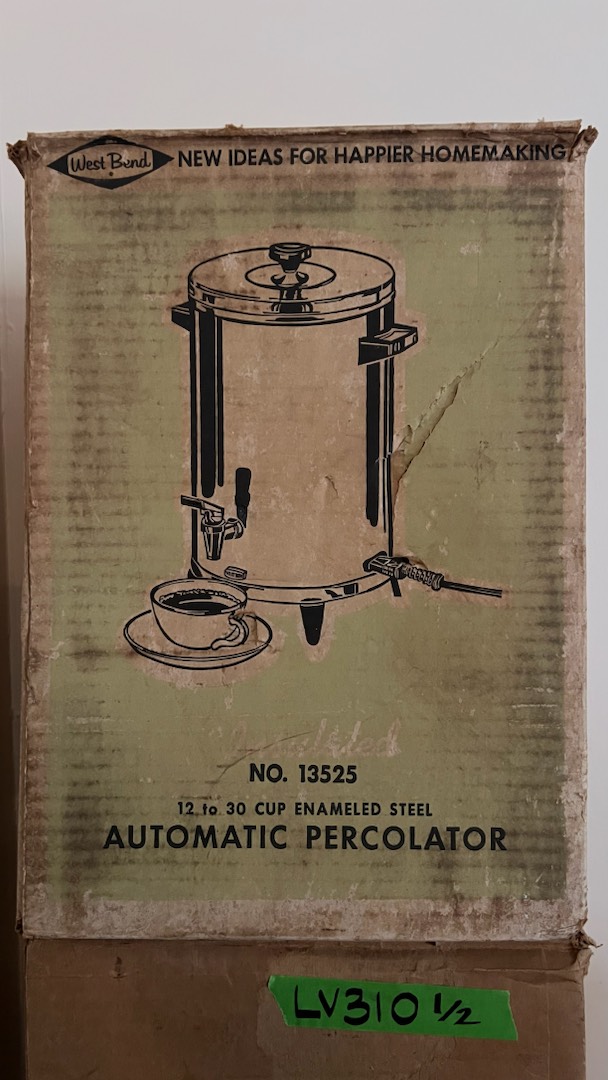 West Bend NEW IDEAS FOR HAPPIER HOMEMAKING
Insulated
NO. 13525
12 to 30 CUP ENAMELED STEEL
AUTOMATIC PERCOLATOR
LV310 1/2